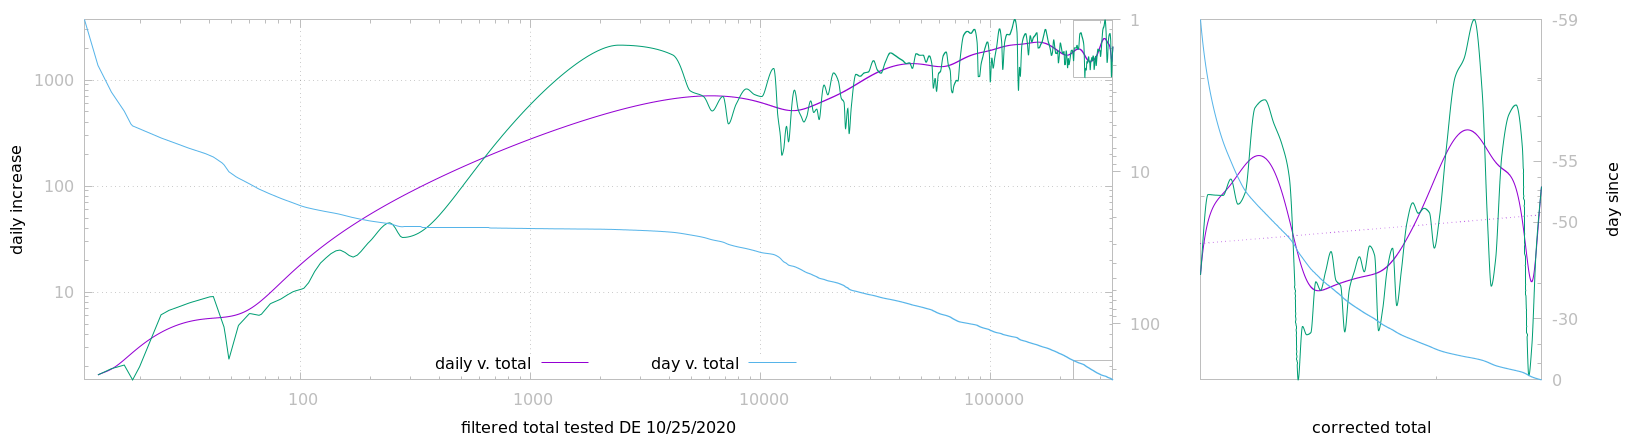 daily increase
1000
100
10
100
1000
10000
100000
1
10
100
daily v. total
day v. total
filtered total tested DE 10/25/2020
-59
-55
-50
-30
0
day since
corrected total